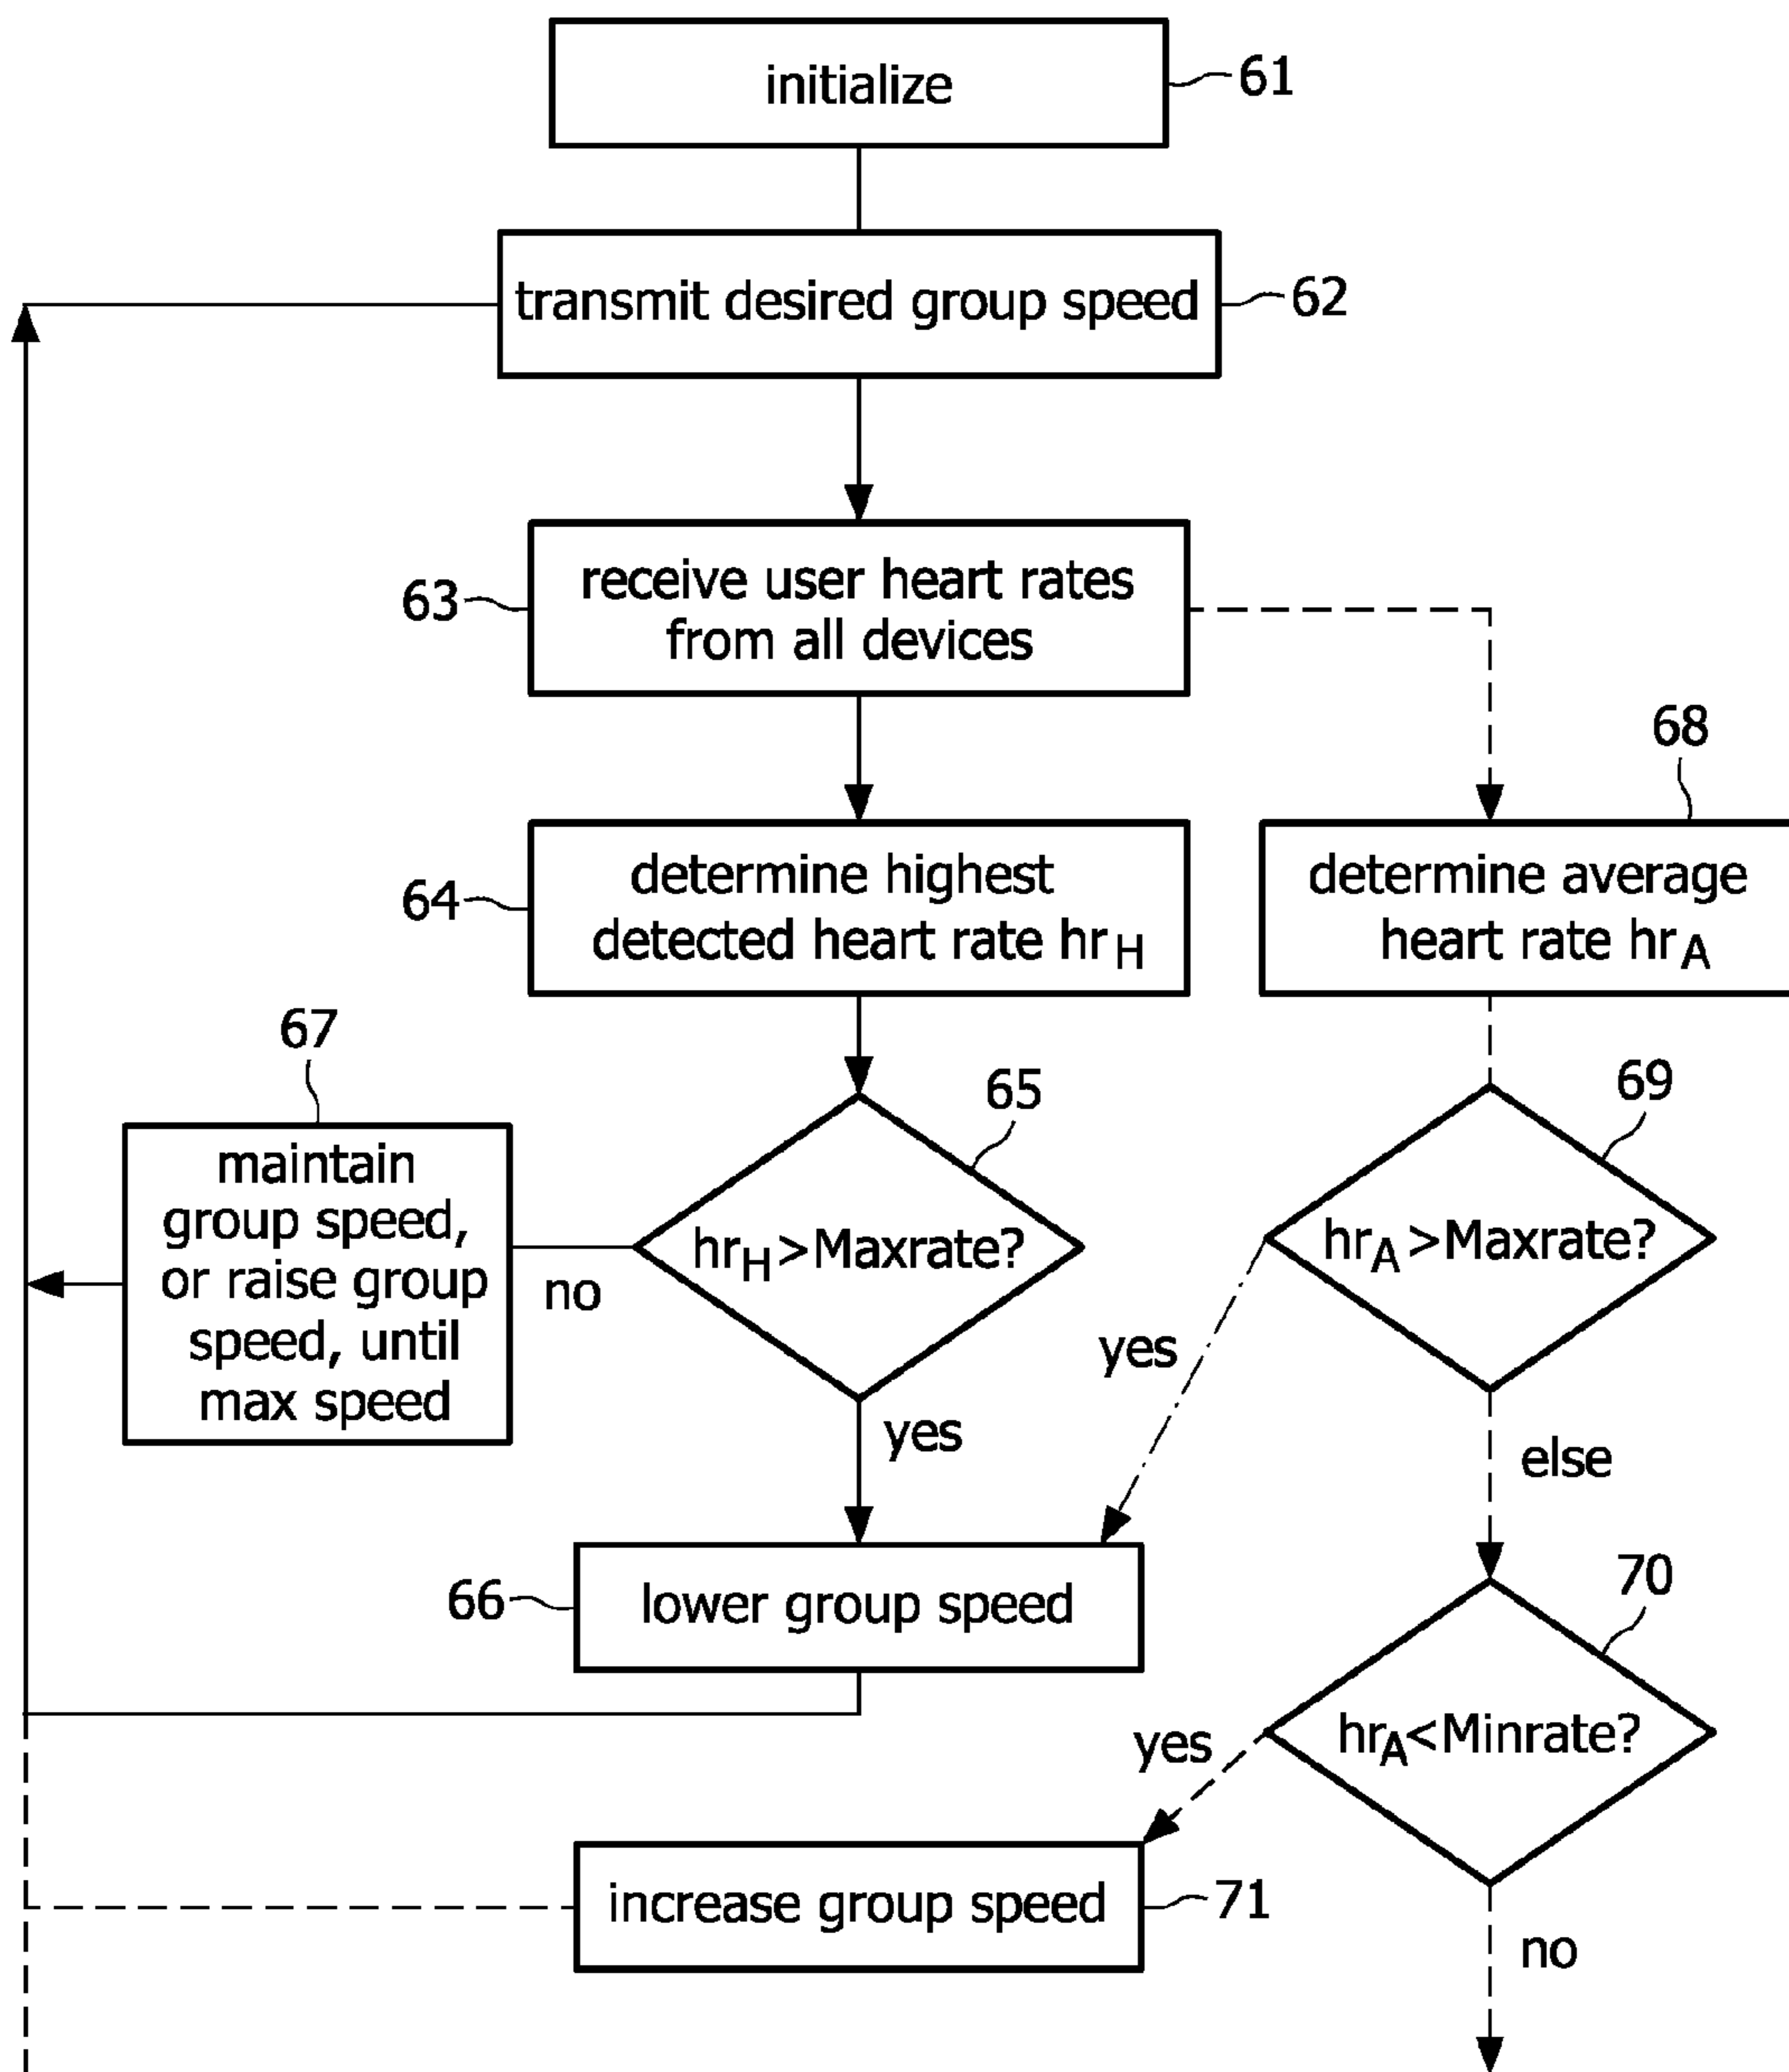 initialize
61
transmit desired group speed
62
63
receive user heart rates
from all devices
68
64
determine highest
detected heart rate hrH
determine average
heart rate hrA
67
65
69
maintain
group speed,
or raise group
speed, until
max speed
no
hrH>Maxrate?
hrA>Maxrate?
yes
yes
else
66
lower group speed
70
yes
hrA<Minrate?
increase group speed
71
no